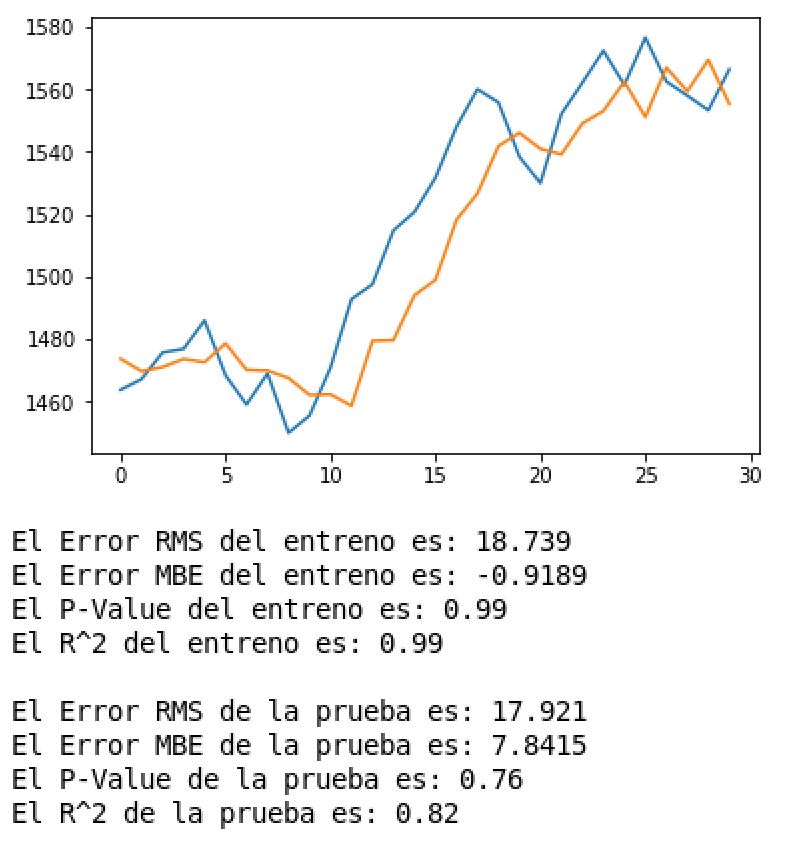 1580
1560
1540
1520
1500
1480
1460
0 5 10 15 20 25 30
El Error RMS del entreno es: 18.739
El Error MBE del entreno es: -0.9189
El P-Value del entreno es: 0.99
El R^2 del entreno es: 0.99
El Error RMS de la prueba es: 17.921
El Error MBE de la prueba es: 7.8415
El P-Value de la prueba es: 0.76
El R^2 de la prueba es: 0.82